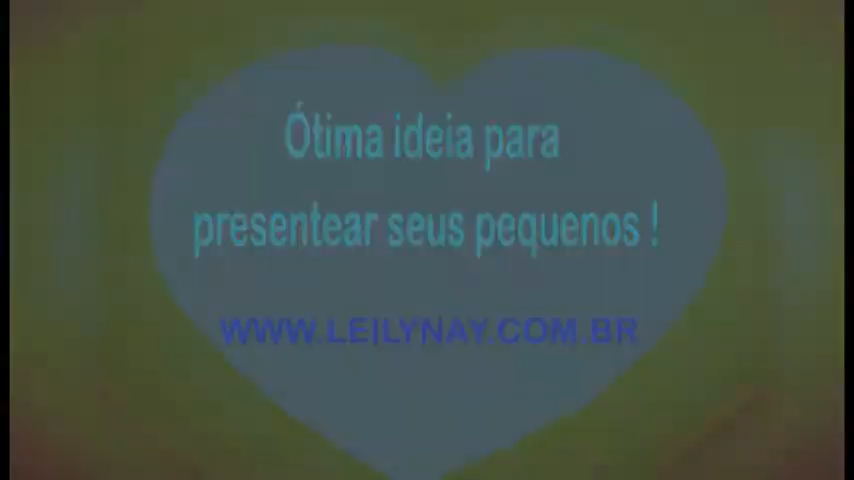 Ótima ideia para
presentear seus pequenos !
WWW.LEILYNAY.COM.BR